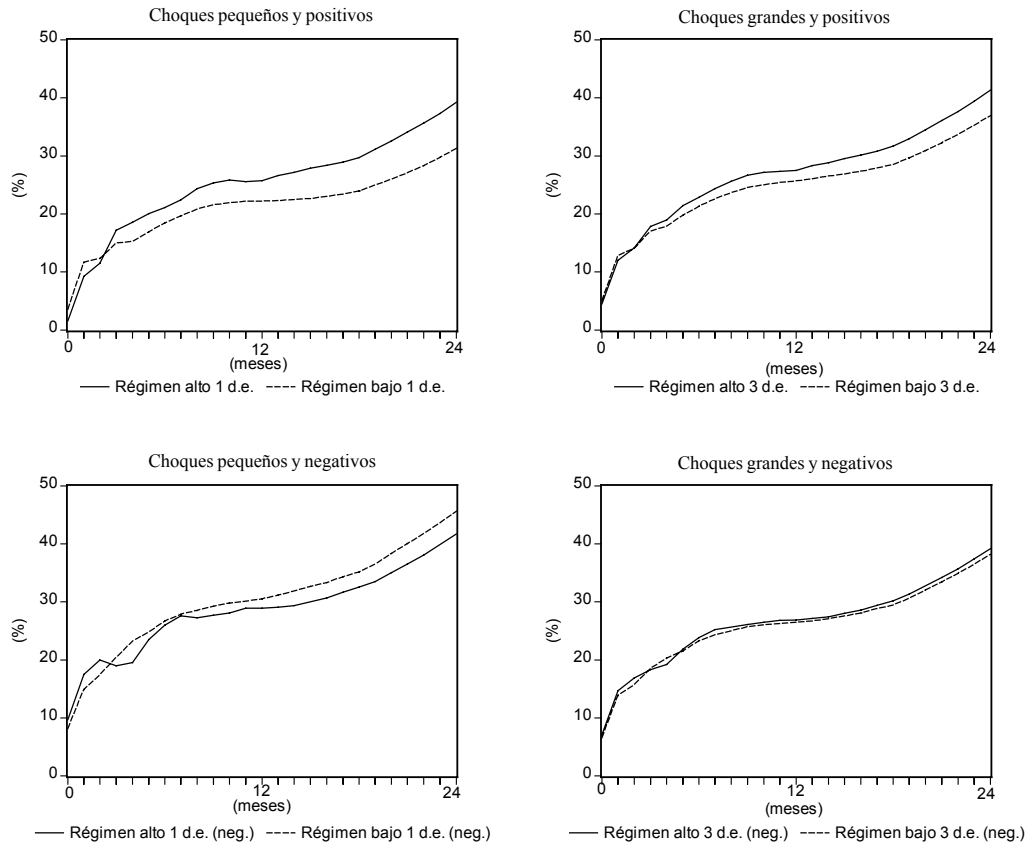 Choques pequeños y positivos
50
40
30
20
10
0
(%)
0
12
24
(meses)
Régimen alto 1 d.e.
Régimen bajo 1 d.e.
Choques grandes y positivos
50
40
30
20
10
0
(%)
0
12
24
(meses)
Régimen alto 3 d.e.
Régimen bajo 3 d.e.
Choques pequeños y negativos
50
40
30
20
10
0
(%)
0
12
24
(meses)
Régimen alto 1 d.e. (neg.)
Régimen bajo 1 d.e. (neg.)
Choques grandes y negativos
50
40
30
20
10
0
(%)
0
12
24
(meses)
Régimen alto 3 d.e. (neg.)
Régimen bajo 3 d.e. (neg.)